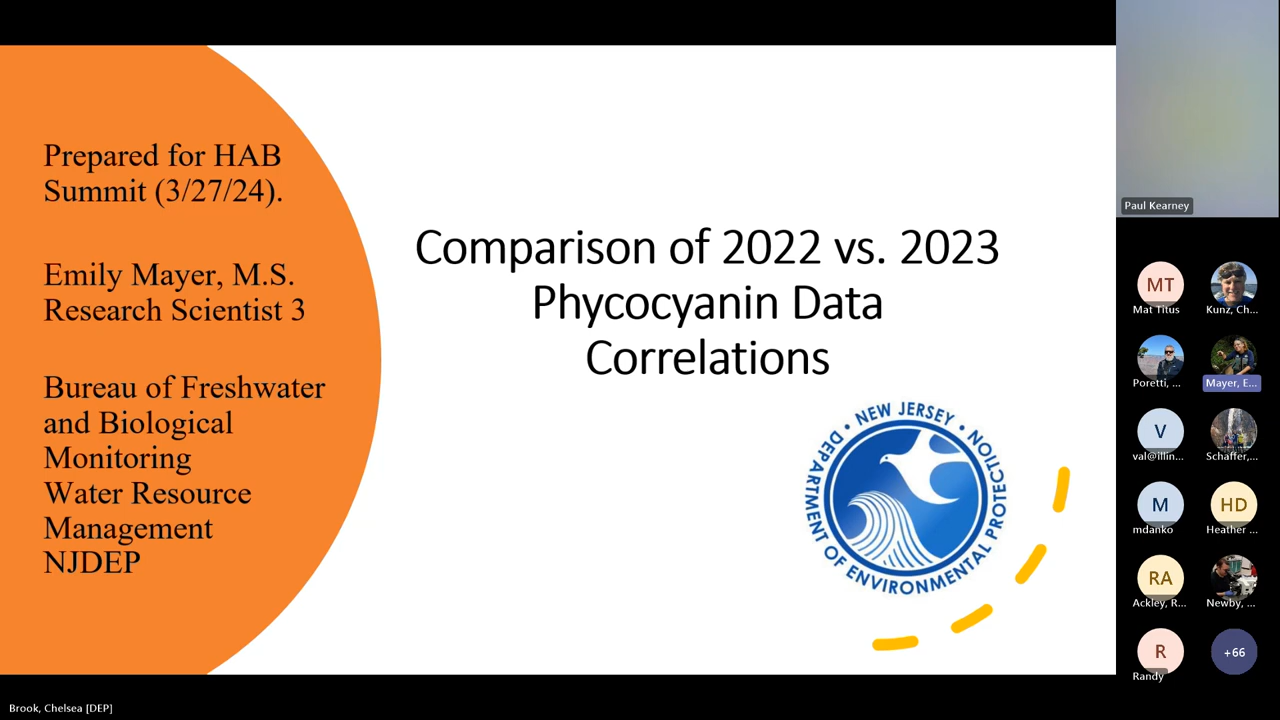 Prepared for HAB
Summit (3/27/24).
Emily Mayer, M.S.
Research Scientist 3
Bureau of Freshwater
and Biological
Monitoring
Water Resource
Management
NJDEP
Comparison of 2022 vs. 2023
Phycocyanin Data
Correlations
• NEW JERSEY •
DEPARTMENT OF ENVIRONMENTAL PROTECTION
Paul Kearney
MT
Mat Titus
Kunz, Ch...
Poretti, ...
Mayer, E...
V
val@illin...
Schaffer,...
M
mdanko
HD
Heather ...
RA
Ackley, R...
Newby, ...
R
Randy
+66
Brook, Chelsea [DEP]